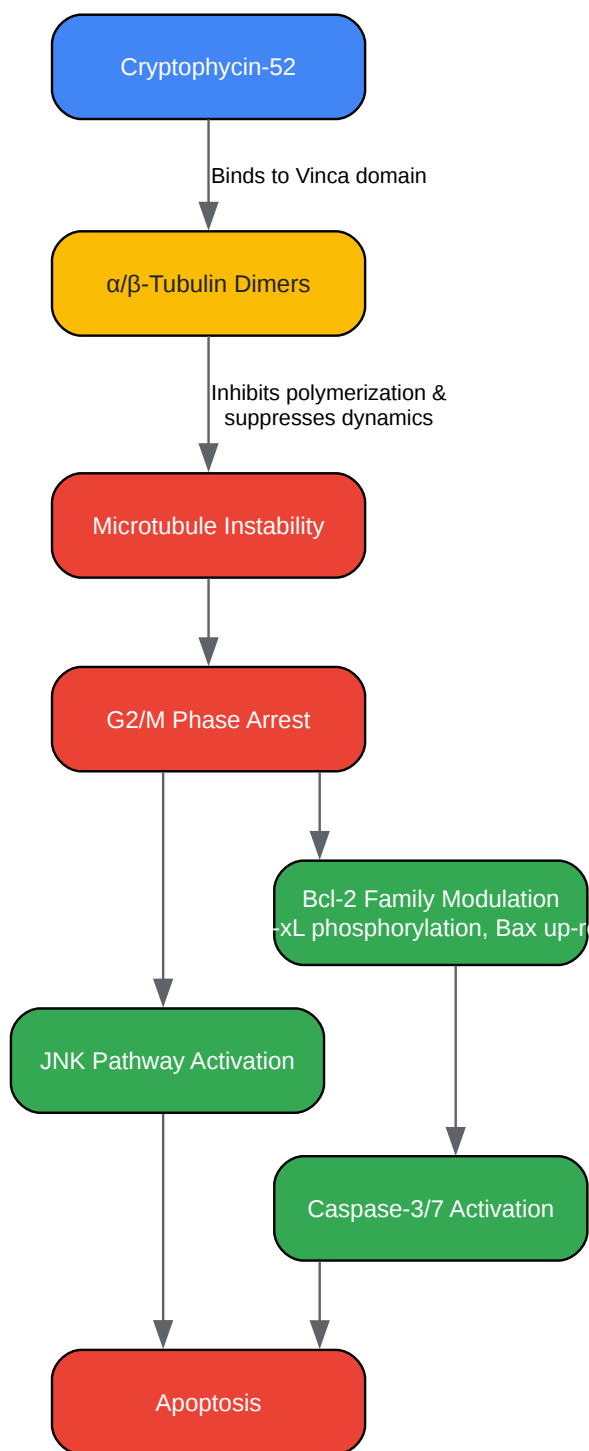 Cryptophycin-52
Binds to Vinca domain
α/β-Tubulin Dimers
Inhibits polymerization &
suppresses dynamics
Microtubule Instability
G2/M Phase Arrest
Bcl-2 Family Modulation
-xL phosphorylation, Bax
JNK Pathway Activation
Caspase-3/7 Activation
Apoptosis